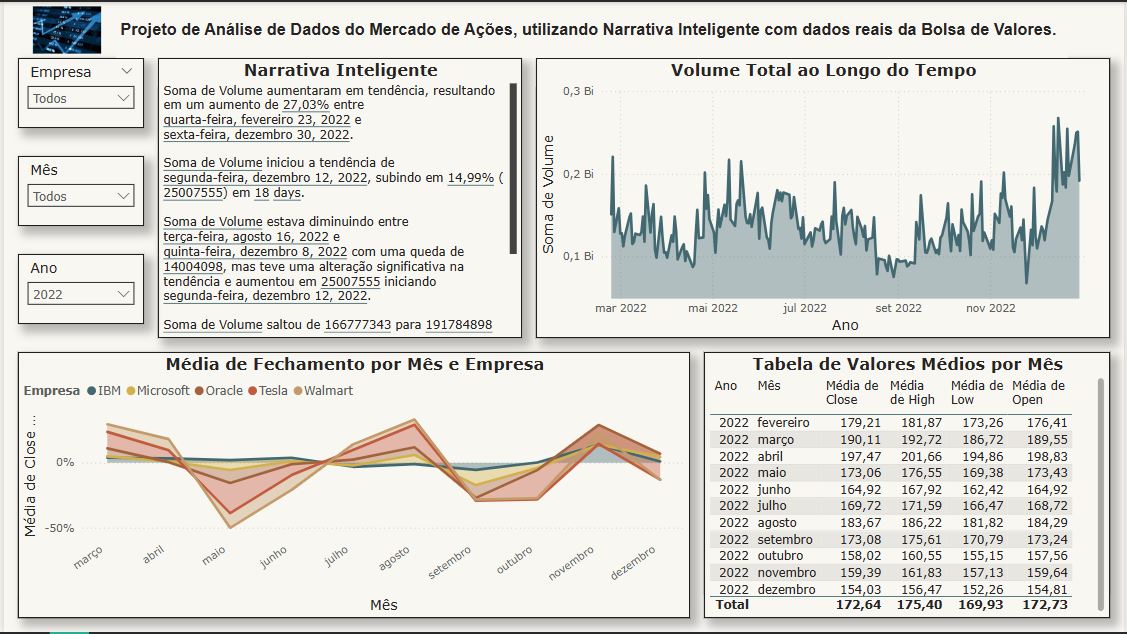 Projeto de Análise de Dados do Mercado de Ações, utilizando Narrativa Inteligente com dados reais da Bolsa de Valores.
Empresa
Todos
Mês
Todos
Ano
2022
Narrativa Inteligente
Soma de Volume aumentaram em tendência, resultando
em um aumento de 27,03% entre
quarta-feira, fevereiro 23, 2022 e
sexta-feira, dezembro 30, 2022.
Soma de Volume iniciou a tendência de
segunda-feira, dezembro 12, 2022, subindo em 14,99% (
25007555) em 18 days.
Soma de Volume estava diminuindo entre
terça-feira, agosto 16, 2022 e
quinta-feira, dezembro 8, 2022 com uma queda de
14004098, mas teve uma alteração significativa na
tendência e aumentou em 25007555 iniciando
segunda-feira, dezembro 12, 2022.
Soma de Volume saltou de 166777343 para 191784898
Volume Total ao Longo do Tempo
Soma de Volume
0,3 Bi
0,2 Bi
0,1 Bi
mar 2022 mai 2022 jul 2022 set 2022 nov 2022
Ano
Média de Fechamento por Mês e Empresa
Empresa IBM Microsoft Oracle Tesla Walmart
Média de Close ...
0%
-50%
março abril maio junho julho agosto setembro outubro novembro dezembro
Mês
Tabela de Valores Médios por Mês
Ano Mês Média de Close Média de High Média de Low Média de Open
2022 fevereiro 179,21 181,87 173,26 176,41
2022 março 190,11 192,72 186,72 189,55
2022 abril 197,47 201,66 194,86 198,83
2022 maio 173,06 176,55 169,38 173,43
2022 junho 164,92 167,92 162,42 164,92
2022 julho 169,72 171,59 166,47 168,72
2022 agosto 183,67 186,22 181,82 184,29
2022 setembro 173,08 175,61 170,79 173,24
2022 outubro 158,02 160,55 155,15 157,56
2022 novembro 159,39 161,83 157,13 159,64
2022 dezembro 154,03 156,47 152,26 154,81
Total 172,64 175,40 169,93 172,73